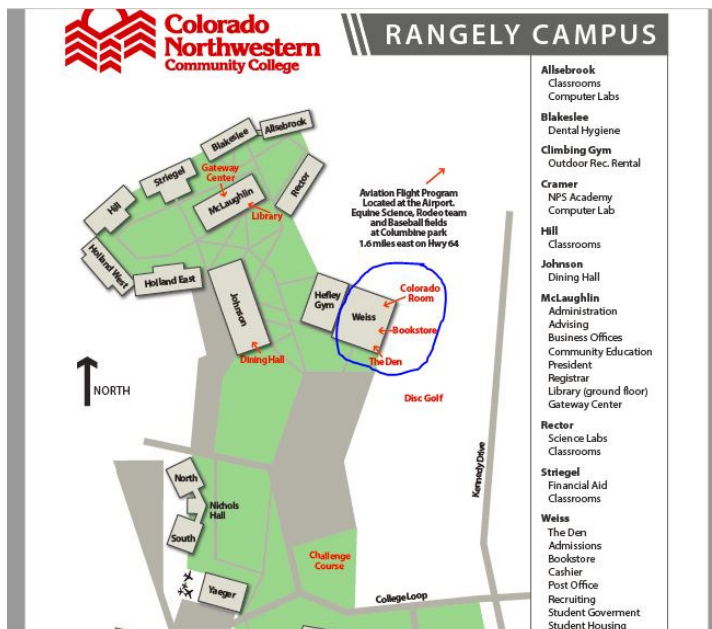 Colorado
Northwestern
Community College
RANGELY CAMPUS
Allsebrook
Blakeslee
Striegel
Gateway
Center
McLaughlin
Library
Rector
Hill
Holland West
Holland East
Johnson
Dining Hall
Aviation Flight Program
Located at the Airport.
Equine Science, Rodeo team
and Baseball fields
at Columbine park
1.6 miles east on Hwy 64
Hefley
Gym
Weiss
Colorado
Room
Bookstore
The Den
Disc Golf
NORTH
North
Nichols
Hall
South
Yaeger
Challenge
Course
College Loop
Kennedy Drive
Allsebrook
Classrooms
Computer Labs
Blakeslee
Dental Hygiene
Climbing Gym
Outdoor Rec. Rental
Cramer
NPS Academy
Computer Lab
Hill
Classrooms
Johnson
Dining Hall
McLaughlin
Administration
Advising
Business Offices
Community Education
President
Registrar
Library (ground floor)
Gateway Center
Rector
Science Labs
Classrooms
Striegel
Financial Aid
Classrooms
Weiss
The Den
Admissions
Bookstore
Cashier
Post Office
Recruiting
Student Goverment
Student Housing